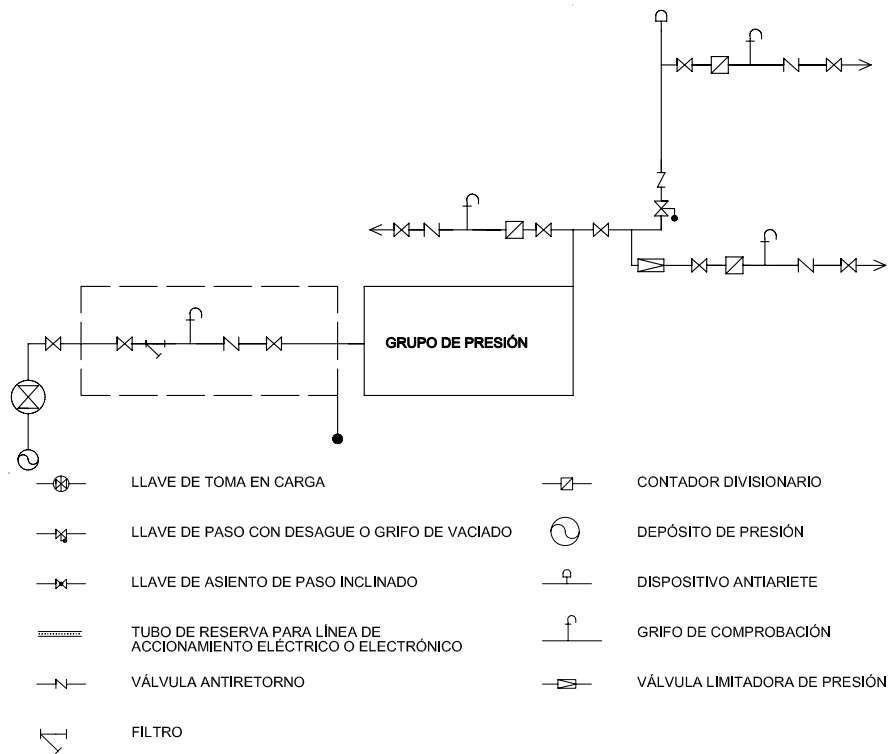 GRUPO DE PRESIÓN
LLAVE DE TOMA EN CARGA
LLAVE DE PASO CON DESAGUE O GRIFO DE VACIADO
LLAVE DE ASIENTO DE PASO INCLINADO
TUBO DE RESERVA PARA LÍNEA DE
ACCIONAMIENTO ELÉCTRICO O ELECTRÓNICO
VÁLVULA ANTIRETORNO
FILTRO
CONTADOR DIVISIONARIO
DEPÓSITO DE PRESIÓN
DISPOSITIVO ANTIARIETE
GRIFO DE COMPROBACIÓN
VÁLVULA LIMITADORA DE PRESIÓN